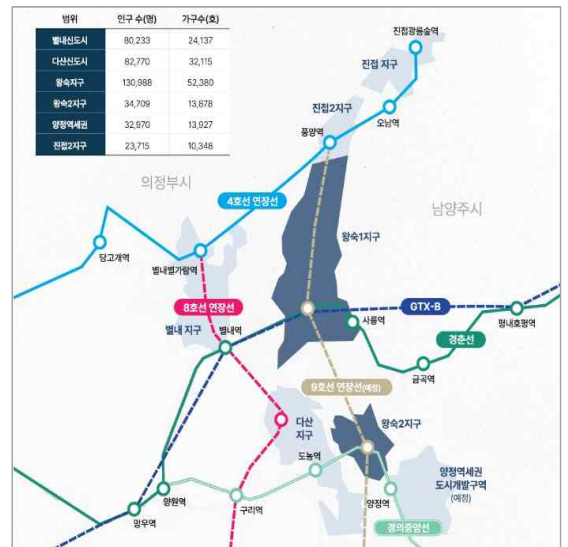 범위 인구 수(명) 가구수(호)
별내신도시 80,233 24,137
다산신도시 82,770 32,115
왕숙지구 130,988 52,380
왕숙2지구 34,709 13,878
양정역세권 32,970 13,927
진접2지구 23,715 10,348
진접광릉숲역
진접 지구
진접2지구
풍양역
오남역
의정부시
4호선 연장선
남양주시
왕숙1지구
당고개역
별내별가람역
8호선 연장선
GTX-B
별내 지구
별내역
사릉역
평내호평역
경춘선
금곡역
9호선 연장선(예정)
다산
지구
왕숙2지구
도농역
양정역세권
도시개발구역
(예정)
양원역
구리역
양정역
망우역
경의중앙선